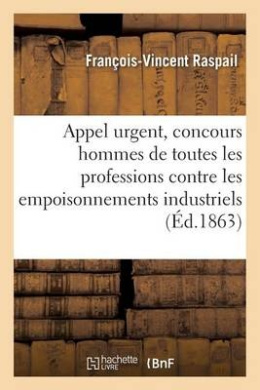 François-Vincent Raspail
Appel urgent, concours hommes de toutes les professions contre les empoisonnements industriels (Éd.1863)
hachette
LIVRE
{BnF